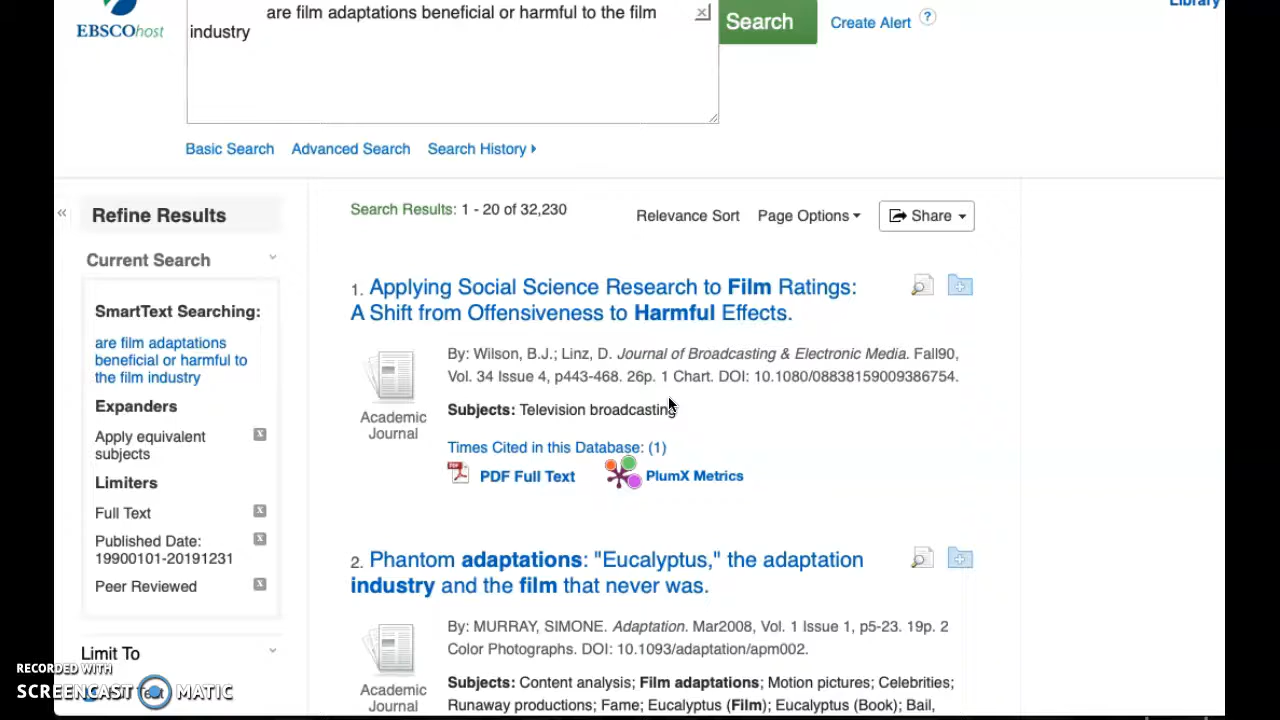 Library
are film adaptations beneficial or harmful to the film
industry
EBSCOhost
Search
Create Alert
?
Basic Search Advanced Search Search History
Refine Results
Search Results: 1 - 20 of 32,230
Relevance Sort Page Options Share
Current Search
SmartText Searching:
are film adaptations
beneficial or harmful to
the film industry
Expanders
Apply equivalent
subjects
Limiters
Full Text
Published Date:
19900101-20191231
Peer Reviewed
Limit To
1. Applying Social Science Research to Film Ratings:
A Shift from Offensiveness to Harmful Effects.
By: Wilson, B.J.; Linz, D. Journal of Broadcasting & Electronic Media. Fall90,
Vol. 34 Issue 4, p443-468. 26p. 1 Chart. DOI: 10.1080/08838159009386754.
Academic
Journal
Subjects: Television broadcasting
Times Cited in this Database: (1)
PDF Full Text PlumX Metrics
2. Phantom adaptations: "Eucalyptus," the adaptation
industry and the film that never was.
By: MURRAY, SIMONE. Adaptation. Mar2008, Vol. 1 Issue 1, p5-23. 19p. 2
Color Photographs. DOI: 10.1093/adaptation/apm002.
Academic
Journal
Subjects: Content analysis; Film adaptations; Motion pictures; Celebrities;
Runaway productions; Fame; Eucalyptus (Film); Eucalyptus (Book); Bail,
RECORDED WITH
SCREENCAST MATIC